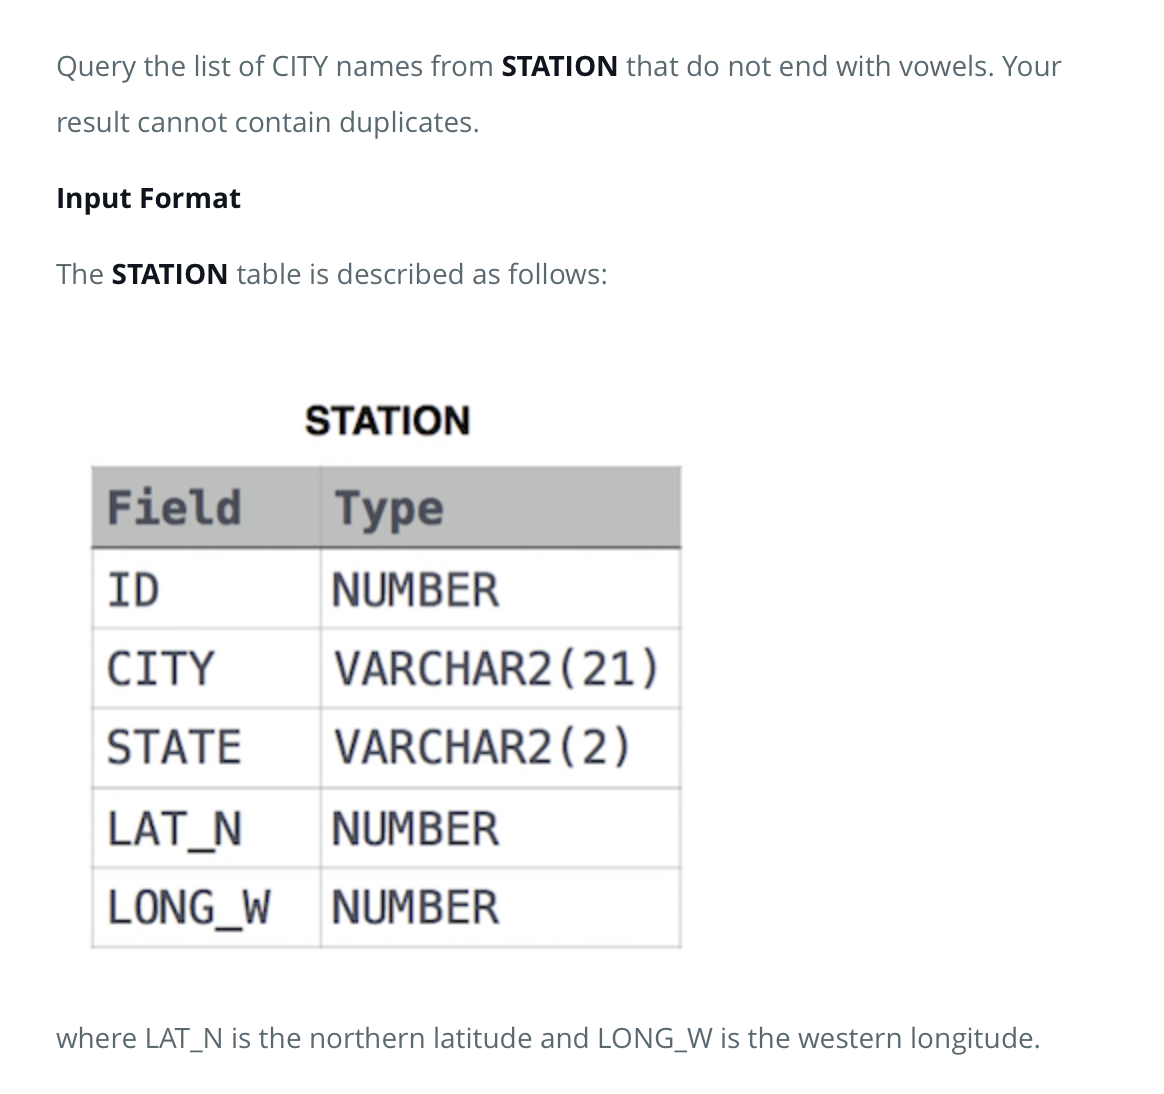 Query the list of CITY names from STATION that do not end with vowels. Your
result cannot contain duplicates.
Input Format
The STATION table is described as follows:
STATION
Field Type
ID NUMBER
CITY VARCHAR2(21)
STATE VARCHAR2(2)
LAT_N NUMBER
LONG_W NUMBER
where LAT_N is the northern latitude and LONG_W is the western longitude.